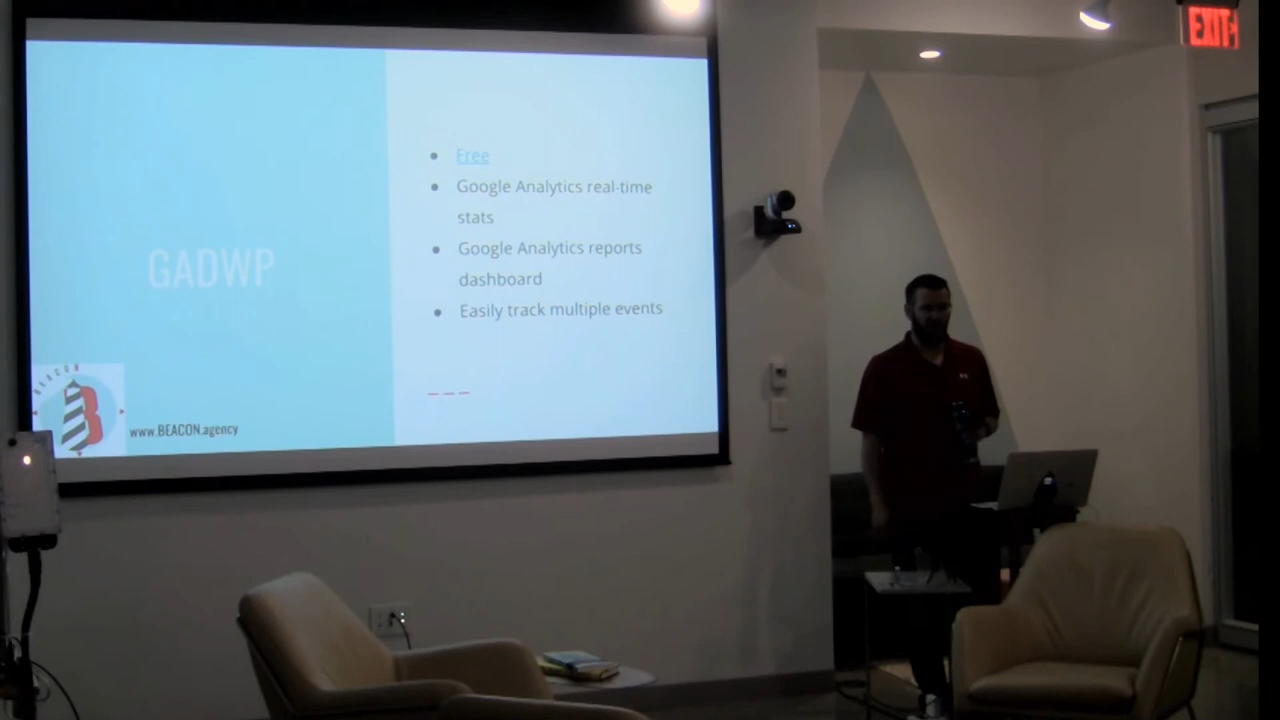 GADWP
Free
Google Analytics real-time
stats
Google Analytics reports
dashboard
Easily track multiple events
BEACON
B
www.BEACON.agency
EXIT